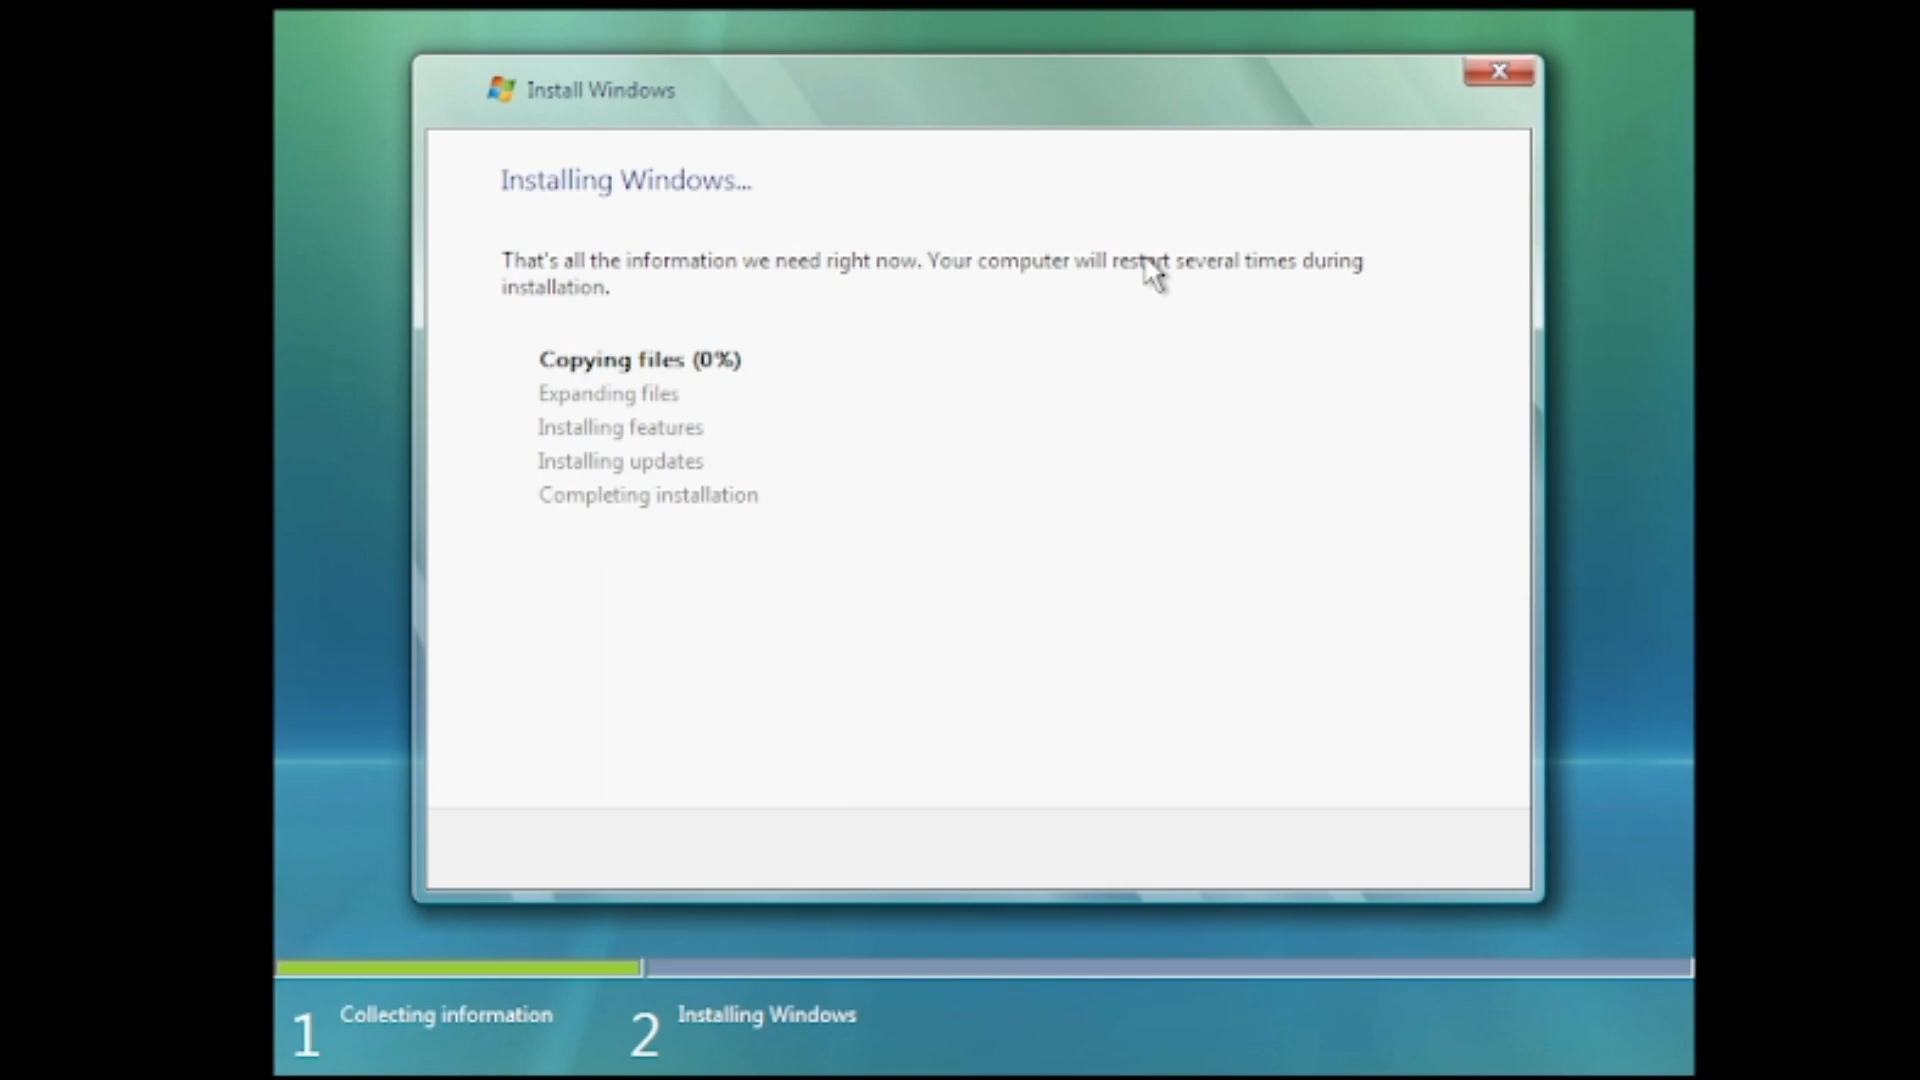 Install Windows
Installing Windows...
That's all the information we need right now. Your computer will restart several times during
installation.
Copying files (0%)
Expanding files
Installing features
Installing updates
Completing installation
1 Collecting information
2 Installing Windows